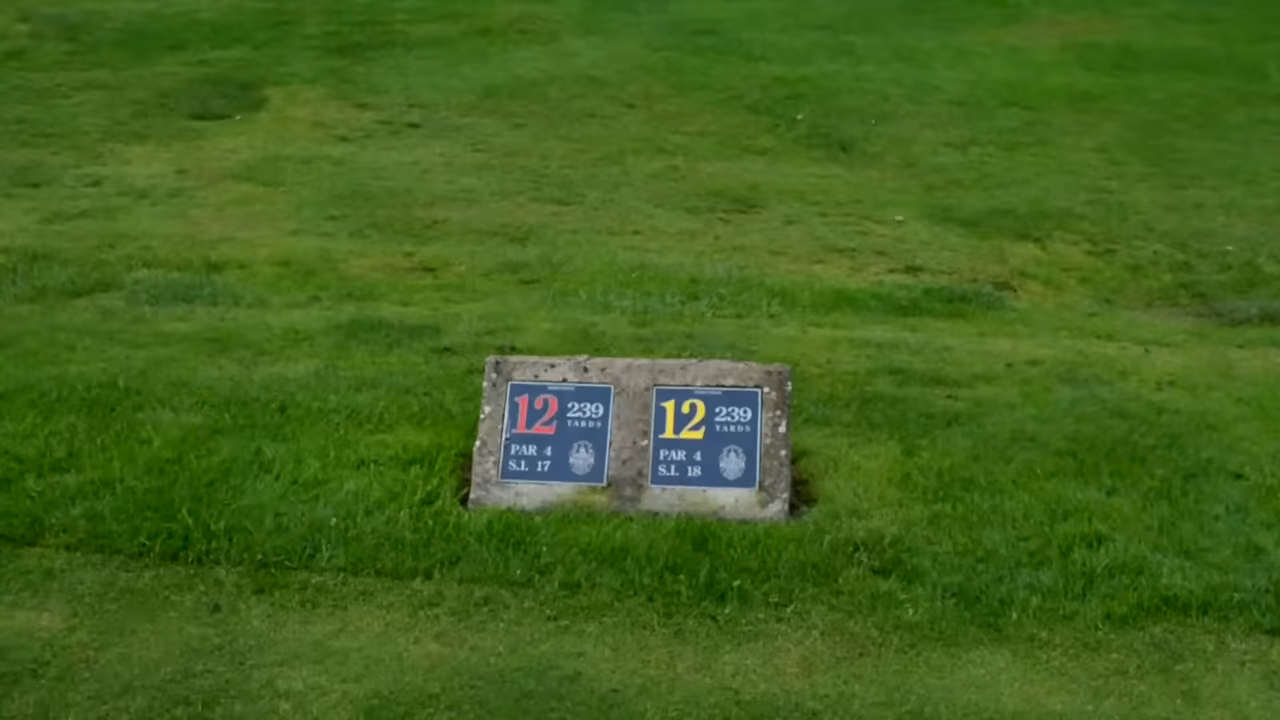 12 239
YARDS
PAR 4
S.I. 17
12 239
YARDS
PAR 4
S.I. 18